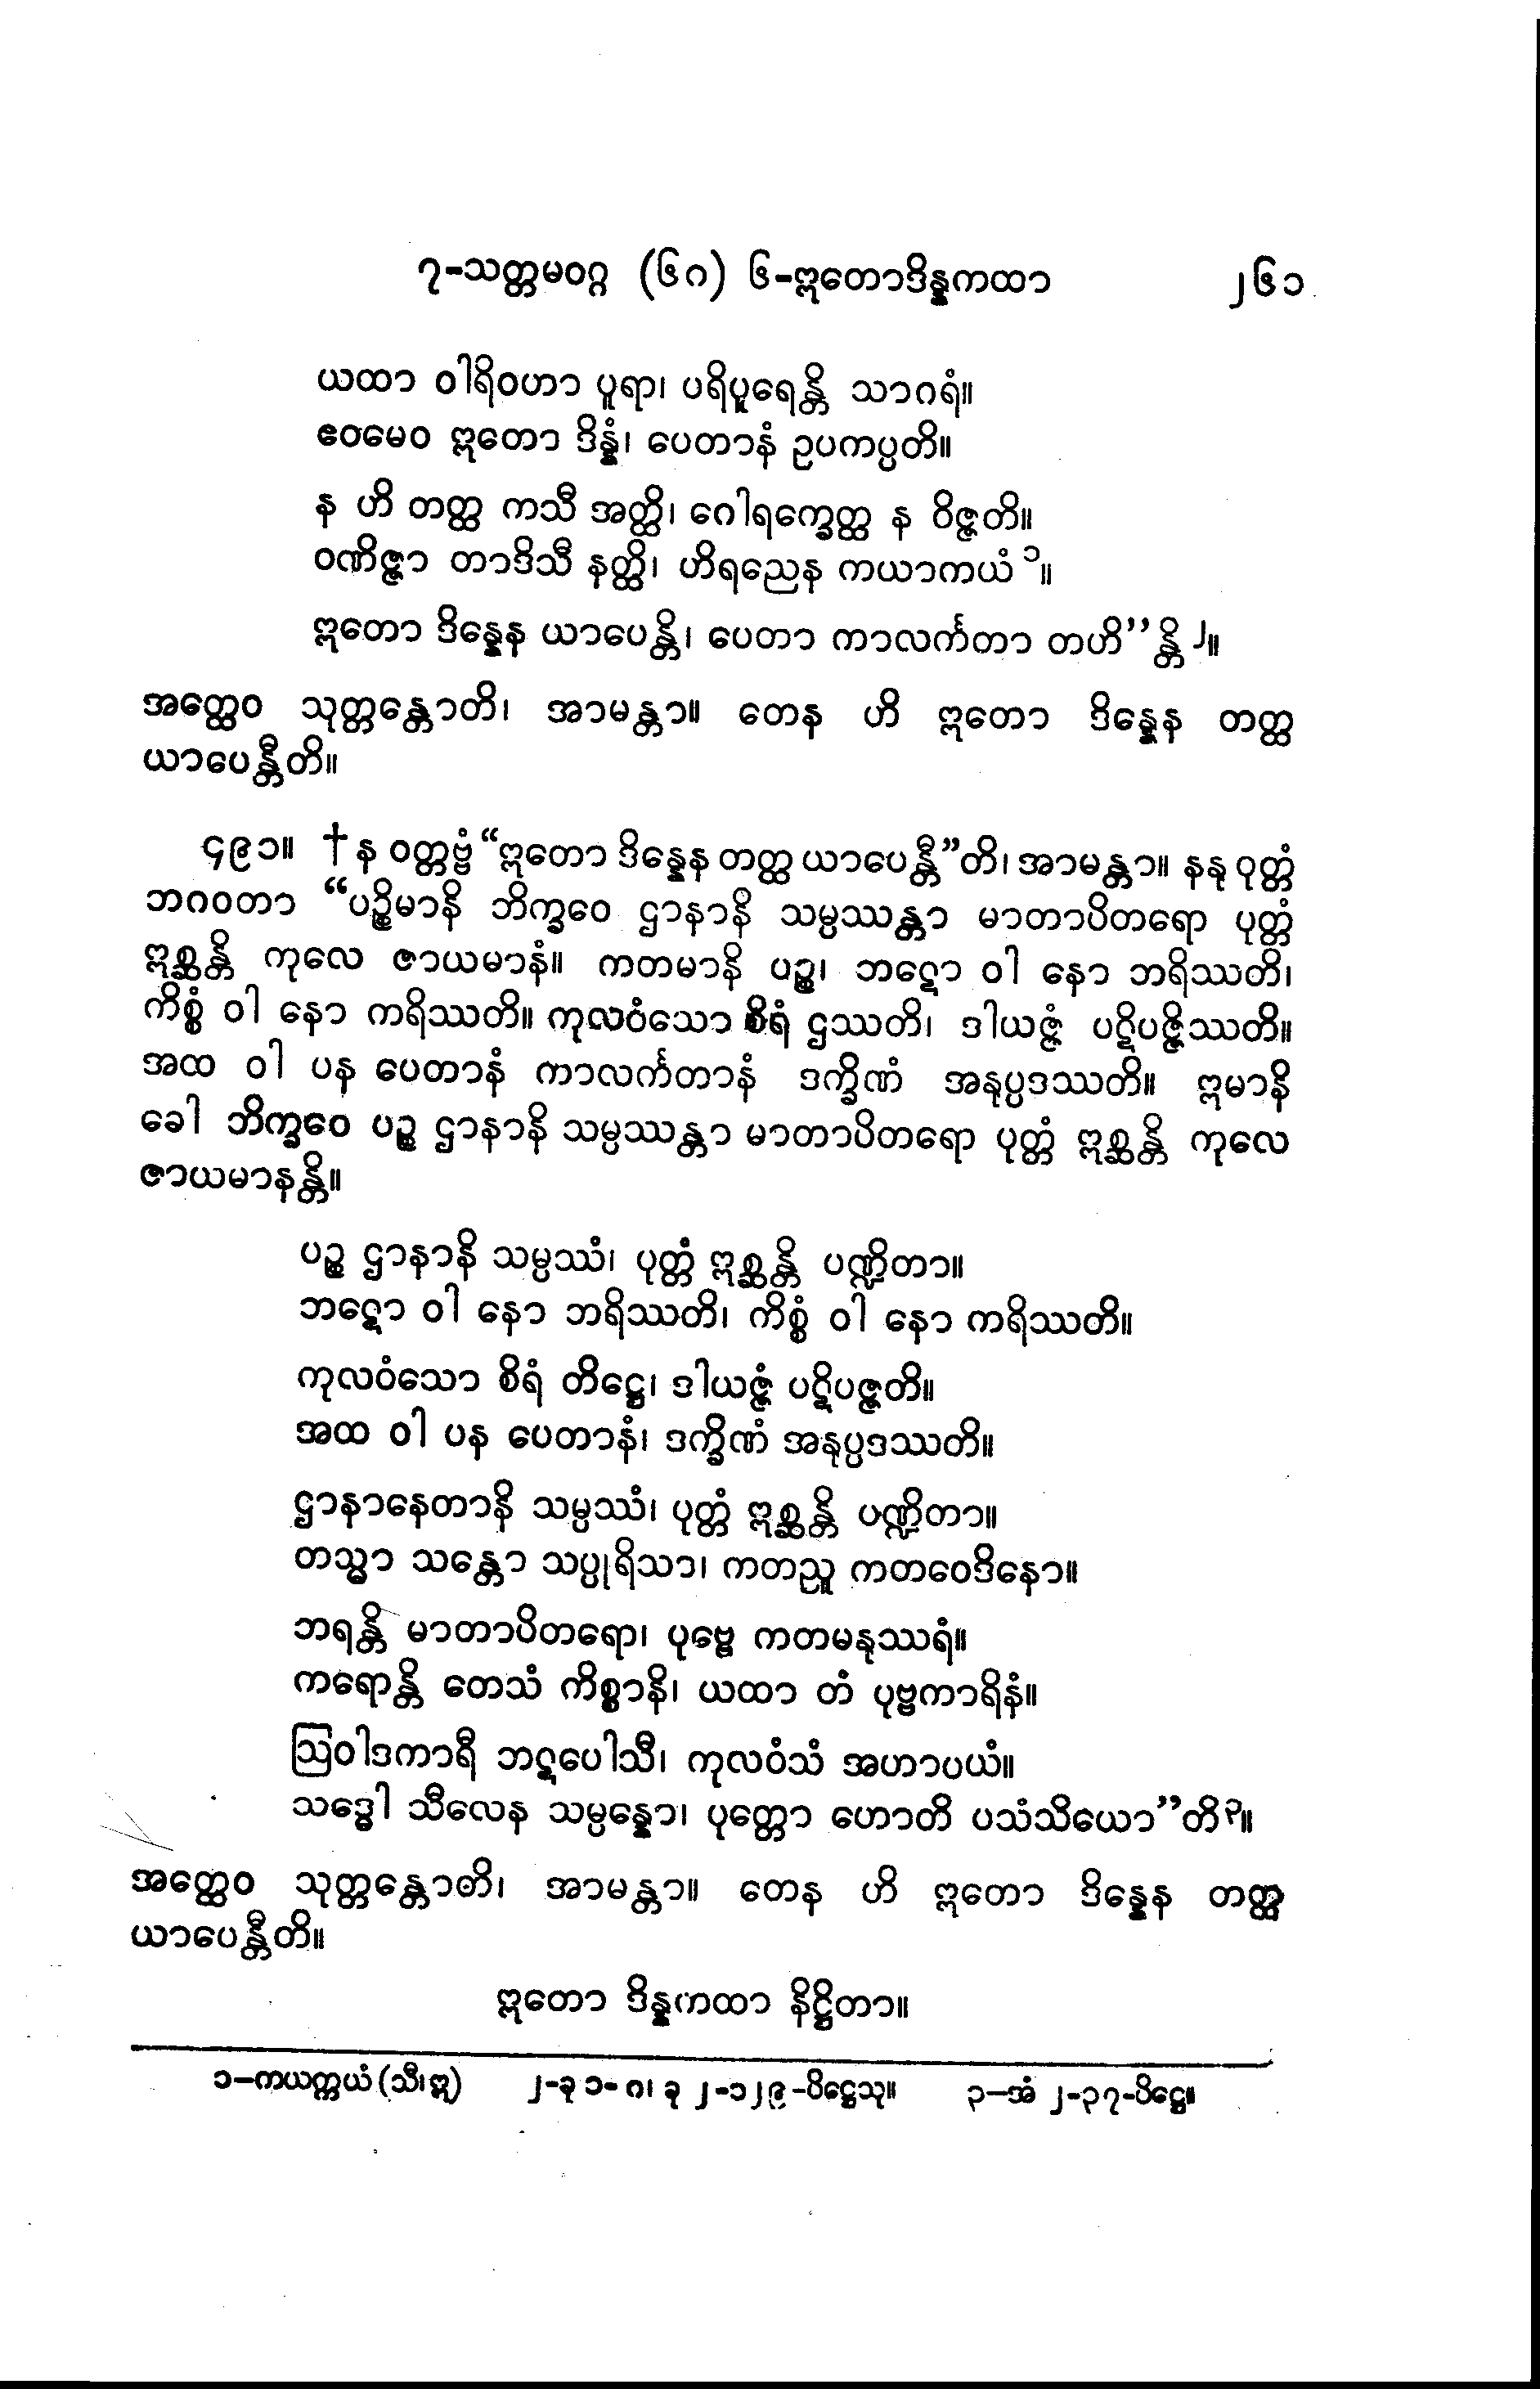 ၇-သတ္တမဝဂ္ဂ (၆၈) ၆-ဣတောဒိန္နကထာ ၂၆၁
ယထာ ဝါရိဝဟာ ပူရာ၊ ပရိပူရေန္တိ သာဂရံ။
ဧဝမေဝ ဣတော ဒိန္နံ၊ ပေတာနံ ဥပကပ္ပတိ။
န ဟိ တတ္ထ ကသီ အတ္ထိ၊ ဂေါရက္ခေတ္ထ န ဝိဇ္ဇတိ။
ဝဏိဇ္ဇာ တာဒိသီ နတ္ထိ၊ ဟိရညေန ကယာကယံ ၁။
ဣတော ဒိန္နေန ယာပေန္တိ၊ ပေတာ ကာလင်္ကတာ တဟိ”န္တိ ၂။
အတ္ထေဝ သုတ္တန္တောတိ၊ အာမန္တာ။ တေန ဟိ ဣတော ဒိန္နေန တတ္ထ
ယာပေန္တီတိ။
၄၉၁။ † န ဝတ္တဗ္ဗံ “ဣတော ဒိန္နေန တတ္ထ ယာပေန္တီ”တိ၊ အာမန္တာ။ နနု ဝုတ္တံ
ဘဂဝတာ “ပဉ္စိမာနိ ဘိက္ခဝေ ဌာနာနိ သမ္ပဿန္တာ မာတာပိတရော ပုတ္တံ
ဣစ္ဆန္တိ ကုလေ ဇာယမာနံ။ ကတမာနိ ပဉ္စ၊ ဘဋော ဝါ နော ဘရိဿတိ၊
ကိစ္စံ ဝါ နော ကရိဿတိ။ ကုလဝံသော စိရံ ဌဿတိ၊ ဒါယဇ္ဇံ ပဋိပဇ္ဇိဿတိ။
အထ ဝါ ပန ပေတာနံ ကာလင်္ကတာနံ ဒက္ခိဏံ အနုပ္ပဒဿတိ။ ဣမာနိ
ခေါ ဘိက္ခဝေ ပဉ္စ ဌာနာနိ သမ္ပဿန္တာ မာတာပိတရော ပုတ္တံ ဣစ္ဆန္တိ ကုလေ
ဇာယမာနန္တိ။
ပဉ္စ ဌာနာနိ သမ္ပဿံ၊ ပုတ္တံ ဣစ္ဆန္တိ ပဏ္ဍိတာ။
ဘဋော ဝါ နော ဘရိဿတိ၊ ကိစ္စံ ဝါ နော ကရိဿတိ။
ကုလဝံသော စိရံ တိဋ္ဌေ၊ ဒါယဇ္ဇံ ပဋိပဇ္ဇတိ။
အထ ဝါ ပန ပေတာနံ၊ ဒက္ခိဏံ အနုပ္ပဒဿတိ။
ဌာနာနေတာနိ သမ္ပဿံ၊ ပုတ္တံ ဣစ္ဆန္တိ ပဏ္ဍိတာ။
တသ္မာ သန္တော သပ္ပုရိသာ၊ ကတညူ ကတဝေဒိနော။
ဘရန္တိ မာတာပိတရော၊ ပုဗ္ဗေ ကတမနုဿရံ။
ကရောန္တိ တေသံ ကိစ္စာနိ၊ ယထာ တံ ပုဗ္ဗကာရိနံ။
ဩဝါဒကာရီ ဘဋပေါသီ၊ ကုလဝံသံ အဟာပယံ။
သဒ္ဓေါ သီလေန သမ္ပန္နော၊ ပုတ္တော ဟောတိ ပသံသိယော”တိ ၃။
အတ္ထေဝ သုတ္တန္တောတိ၊ အာမန္တာ။ တေန ဟိ ဣတော ဒိန္နေန တတ္ထ
ယာပေန္တီတိ။
ဣတော ဒိန္နကထာ နိဋ္ဌိတာ။
၁–ကယက္ကယံ (သီ၊ ဣ) ၂-ခု ၁-၈၊ ခု ၂-၁၂၉-ပိဋ္ဌေသု။ ၃–အံ ၂-၃၇-ပိဋ္ဌေ။